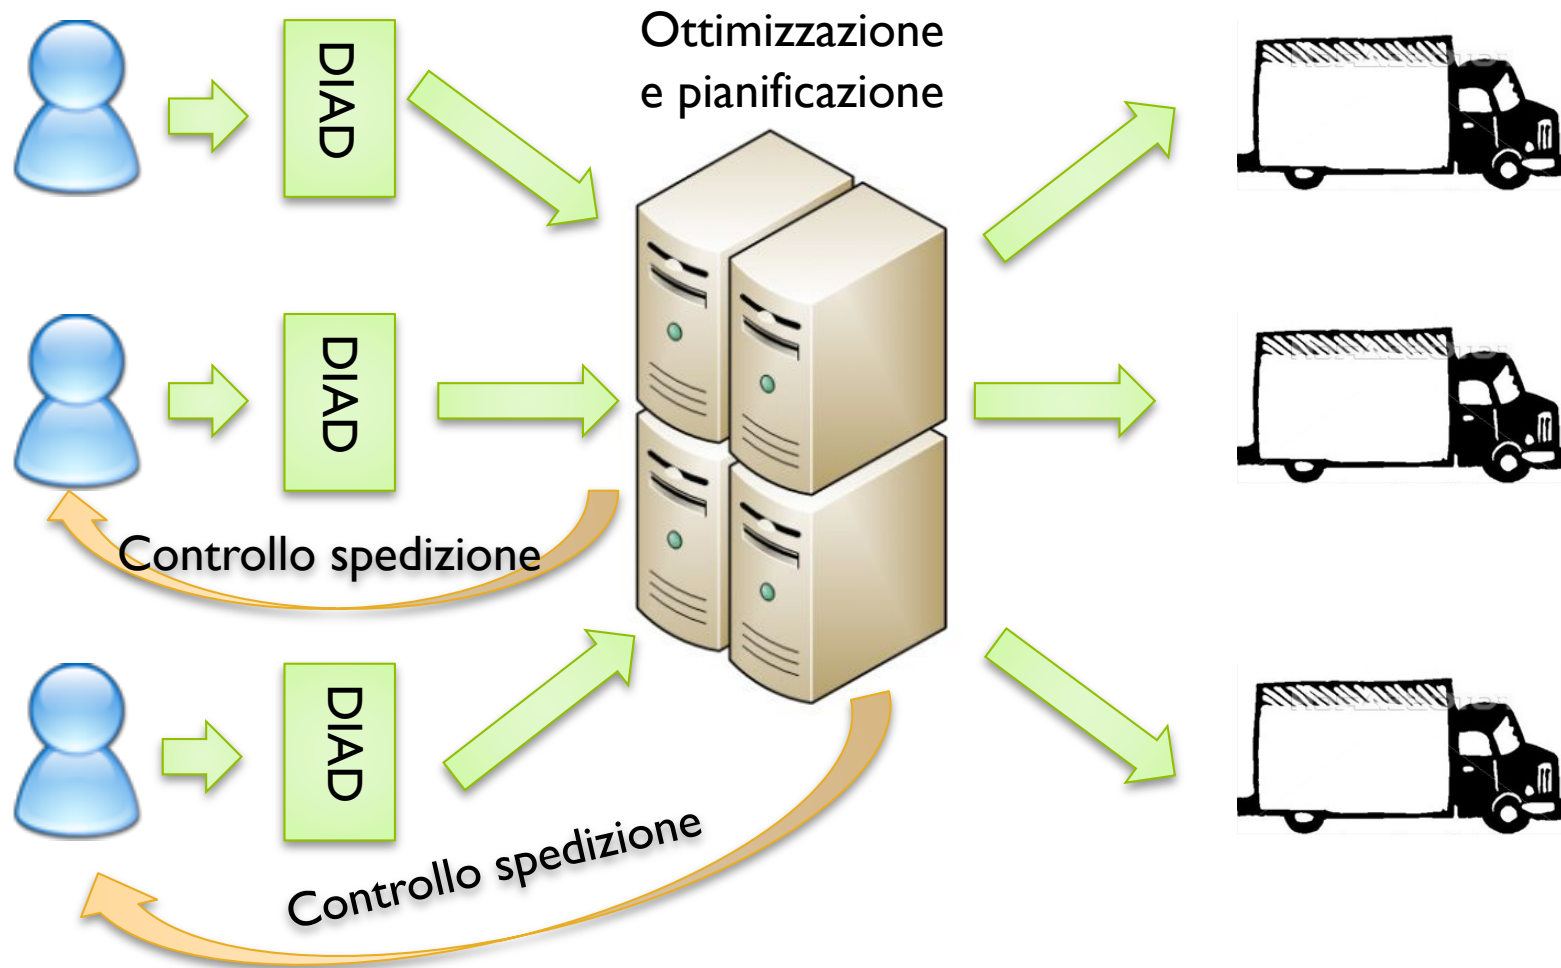 Ottimizzazione
e pianificazione
DIAD
DIAD
Controllo spedizione
DIAD
Controllo spedizione